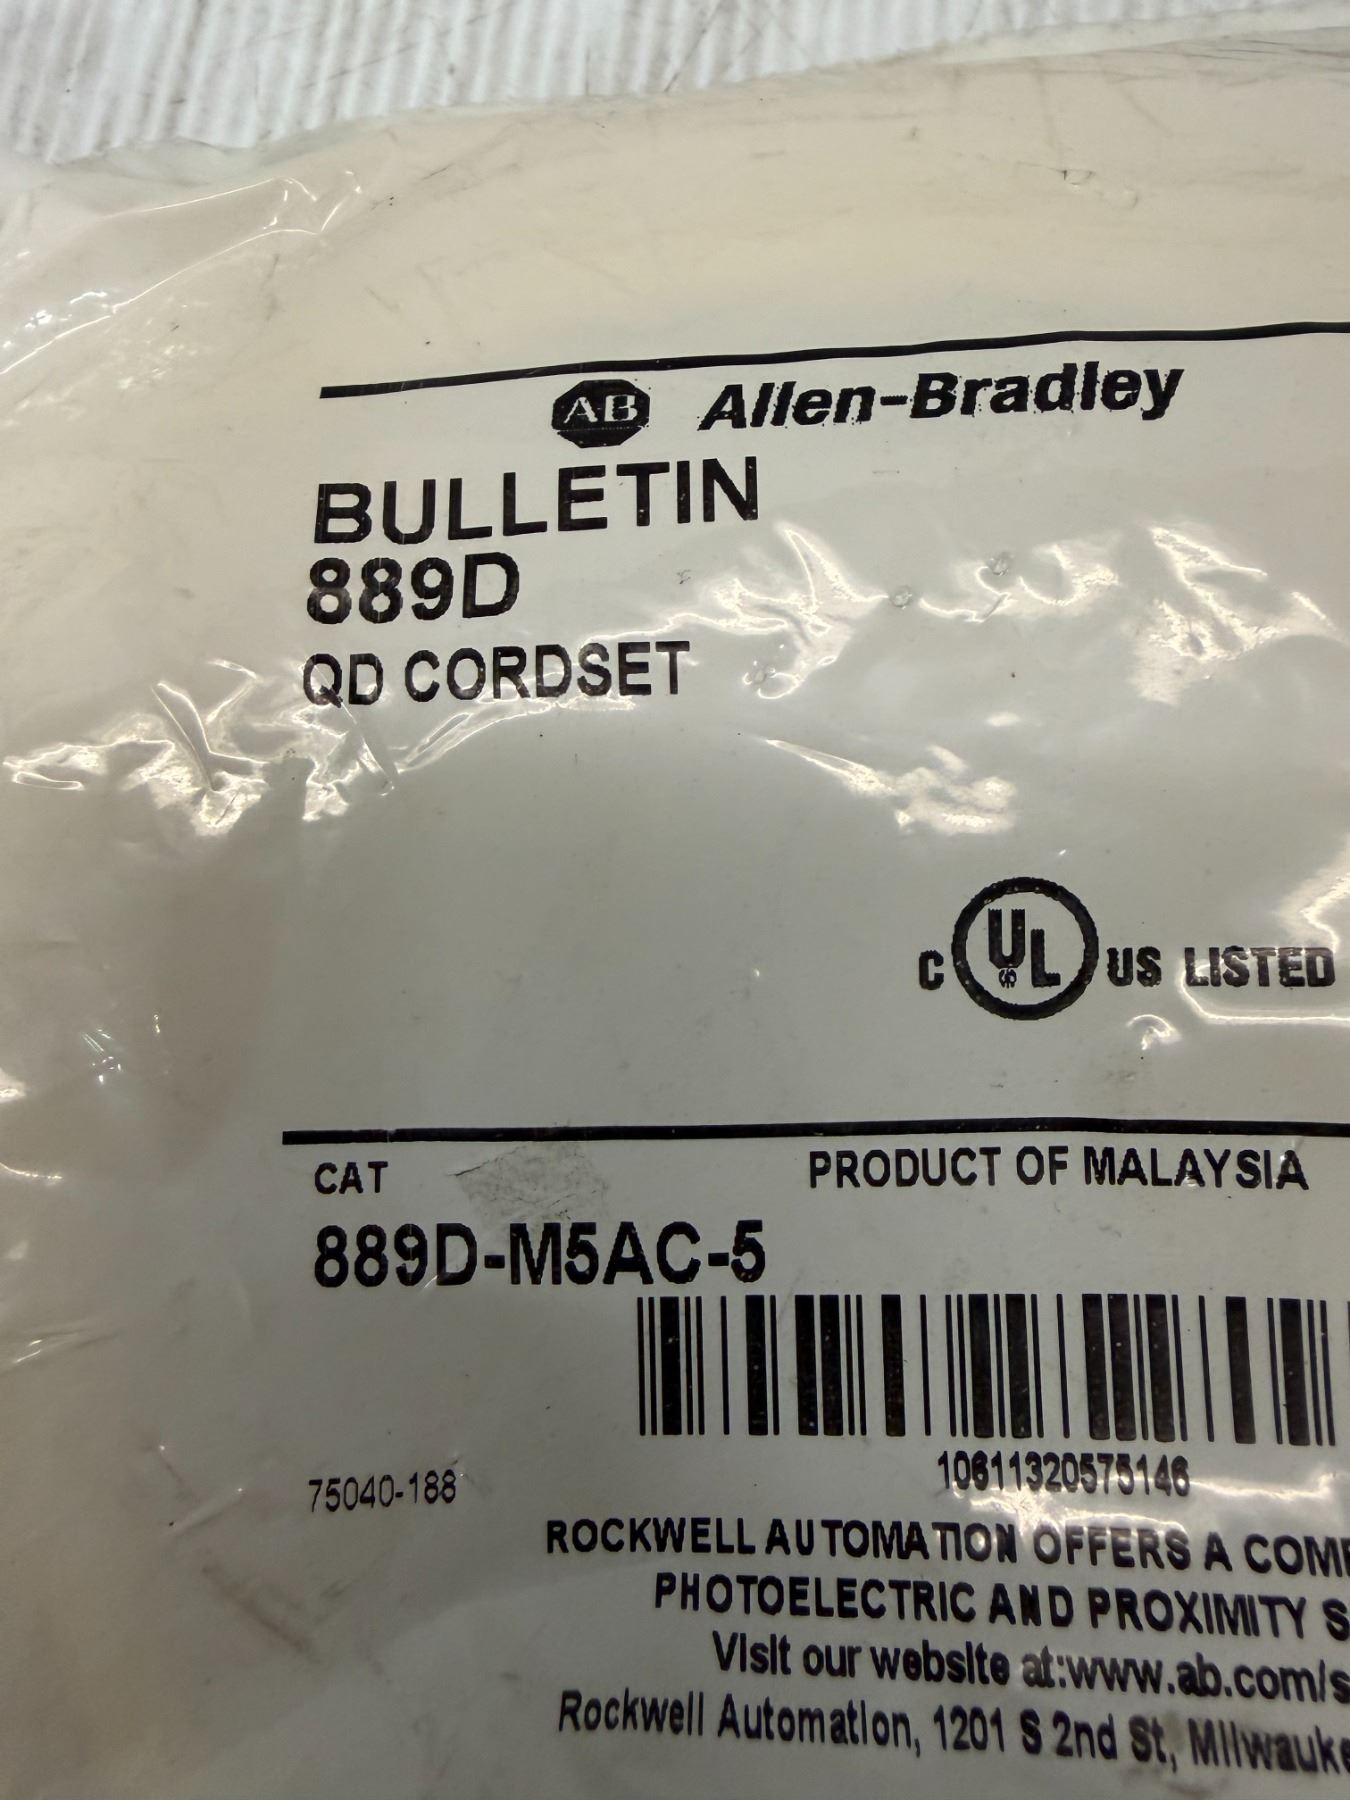 AB Allen-Bradley
BULLETIN
889D
QD CORDSET
C UL US LISTED
CAT
PRODUCT OF MALAYSIA
889D-M5AC-5
10611320575146
75040-188
ROCKWELL AUTOMATION OFFERS A COM
PHOTOELECTRIC AND PROXIMITY S
Visit our website at:www.ab.com/s
Rockwell Automation, 1201 S 2nd St, Milwauke